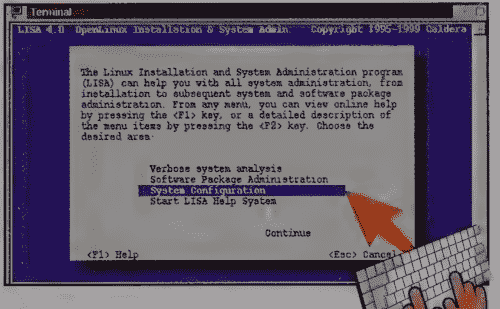 Terminal
LISA 4.0 OpenLinux Installation & System Admin. Copyright 1995-1999 Caldera
The Linux Installation and System Administration program
(LISA) can help you with all system administration, from
installation to subsequent system and software package
administration. From any menu, you can view online help
by pressing the <F1> key, or a detailed description of
the menu items by pressing the <F2> key. Choose the
desired area:
Verbose system analysis
Software Package Administration
System Configuration
Start LISA Help System
Continue
<F1> Help
<Esc> Cancel